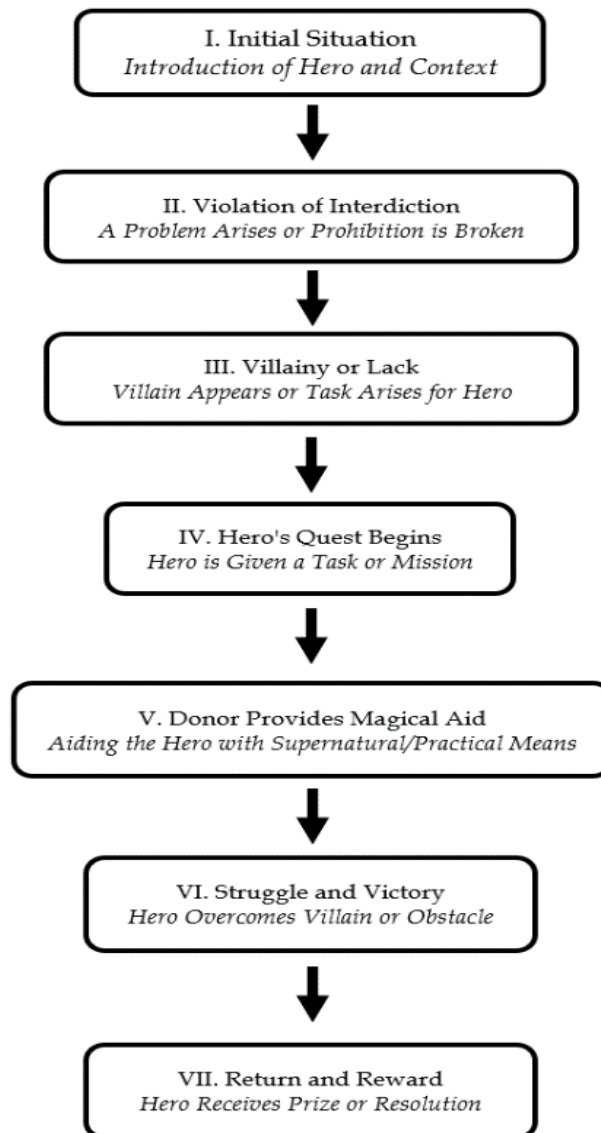 I. Initial Situation
Introduction of Hero and Context
II. Violation of Interdiction
A Problem Arises or Prohibition is Broken
III. Villainy or Lack
Villain Appears or Task Arises for Hero
IV. Hero's Quest Begins
Hero is Given a Task or Mission
V. Donor Provides Magical Aid
Aiding the Hero with Supernatural/Practical Means
VI. Struggle and Victory
Hero Overcomes Villain or Obstacle
VII. Return and Reward
Hero Receives Prize or Resolution